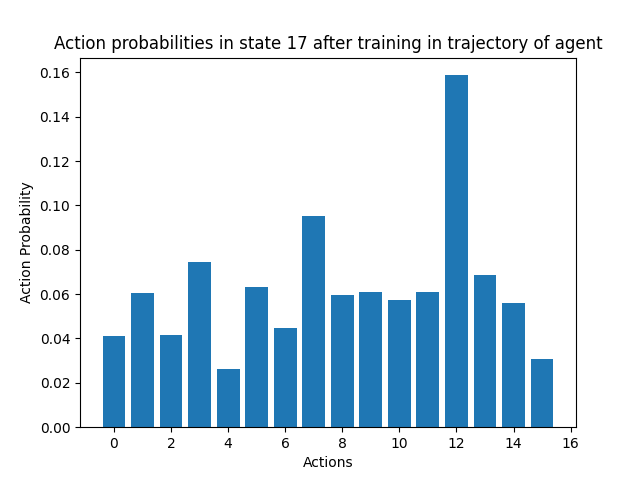 Action probabilities in state 17 after training in trajectory of agent
0.16
0.14
0.12
0.10
0.08
0.06
0.04
0.02
0.00
Action Probability
0 2 4 6 8 10 12 14 16
Actions